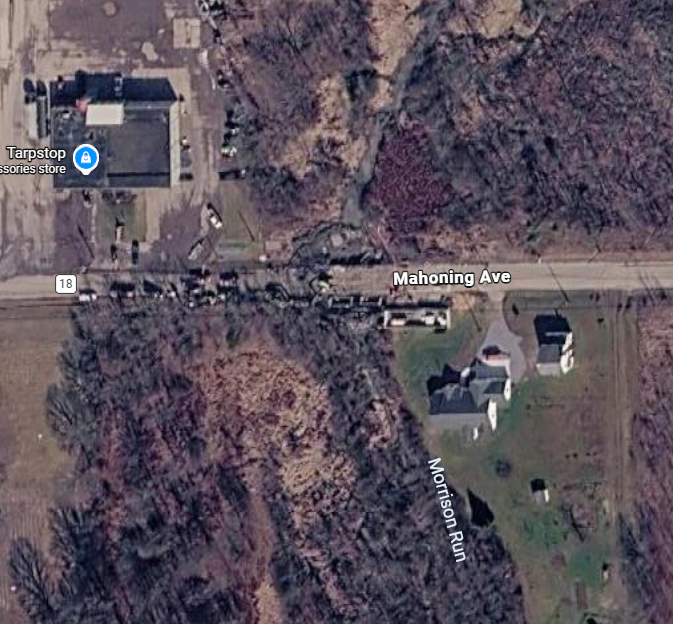 Tarpstop
ssories store
18
Mahoning Ave
Morrison Run